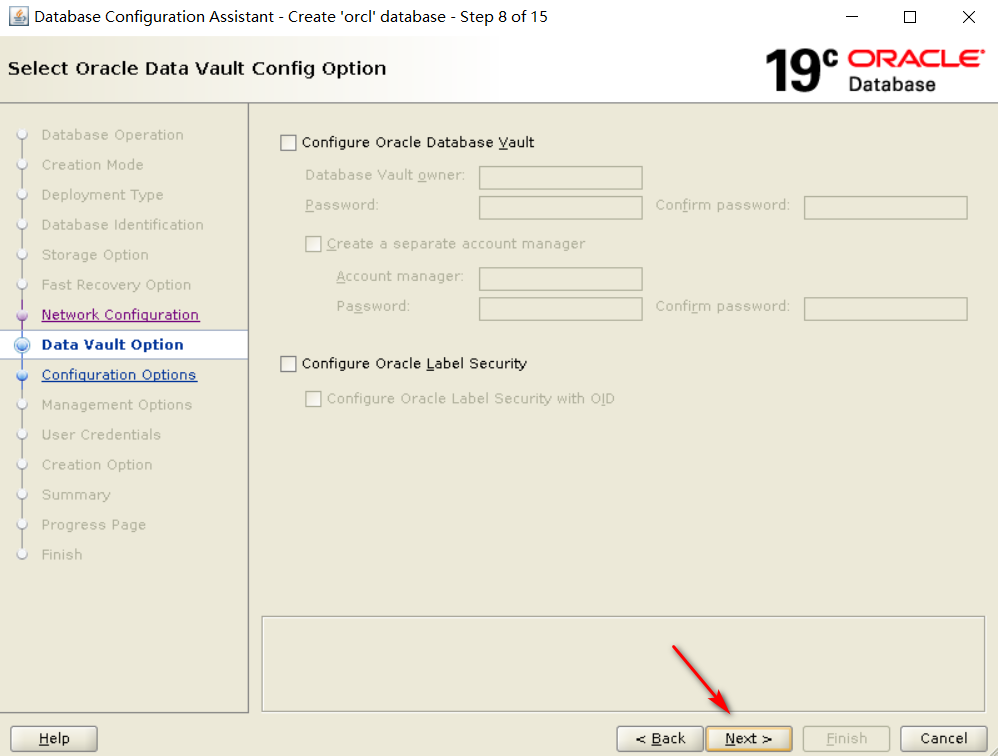 Database Configuration Assistant - Create 'orcl' database - Step 8 of 15
Select Oracle Data Vault Config Option
19c ORACLE
Database
Database Operation
Creation Mode
Deployment Type
Database Identification
Storage Option
Fast Recovery Option
Network Configuration
Data Vault Option
Configuration Options
Management Options
User Credentials
Creation Option
Summary
Progress Page
Finish
Configure Oracle Database Vault
Database Vault owner:
Password: Confirm password:
Create a separate account manager
Account manager:
Password: Confirm password:
Configure Oracle Label Security
Configure Oracle Label Security with OID
Help < Back Next > Finish Cancel